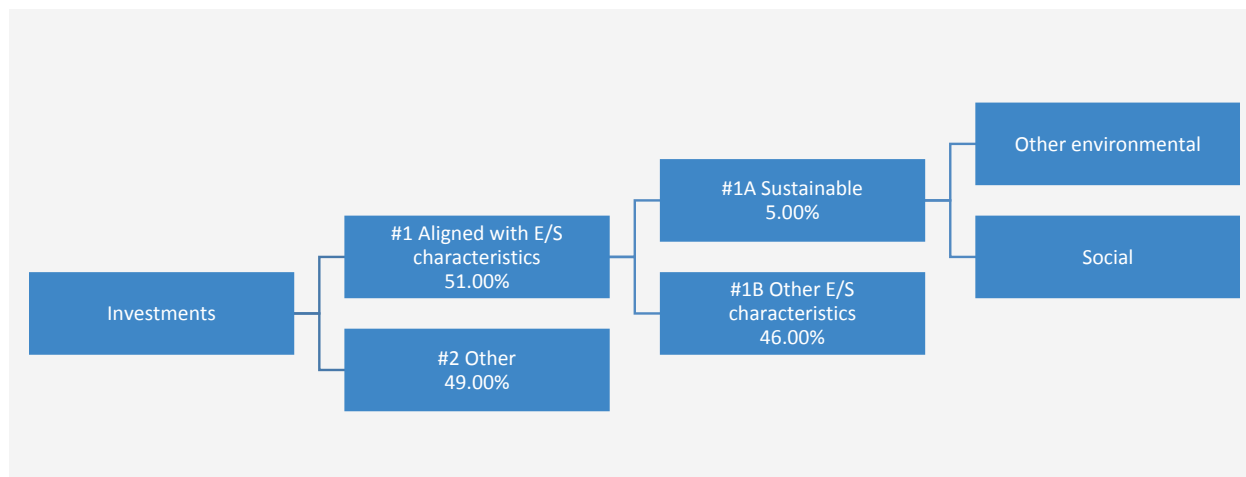 Investments
#1 Aligned with E/S
characteristics
51.00%
#2 Other
49.00%
#1A Sustainable
5.00%
#1B Other E/S
characteristics
46.00%
Other environmental
Social